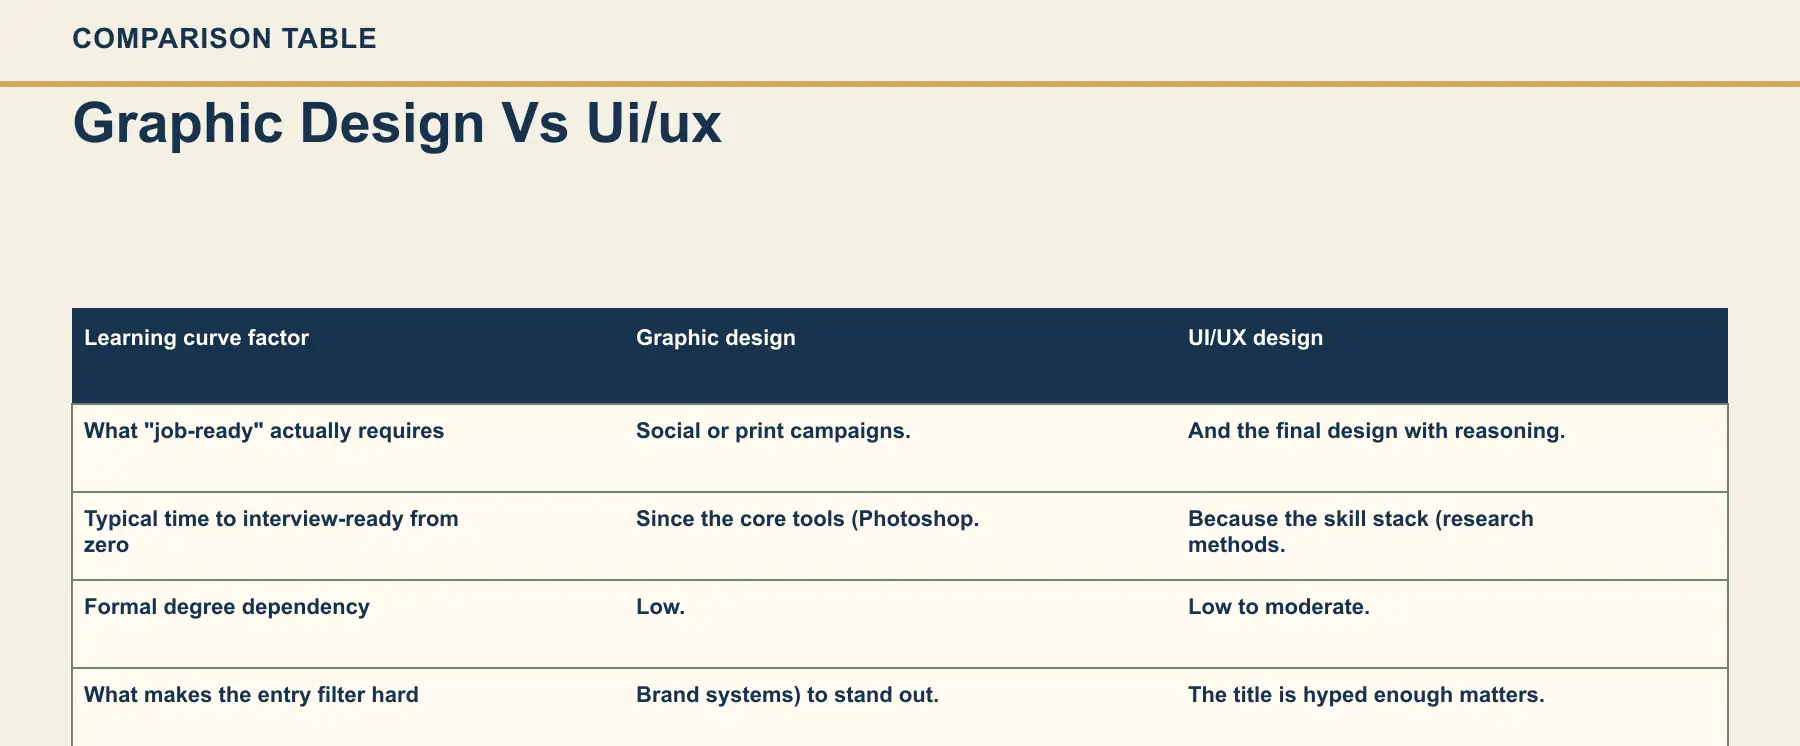 COMPARISON TABLE
Graphic Design Vs Ui/ux
Learning curve factor
Graphic design
UI/UX design
What "job-ready" actually requires
Social or print campaigns.
And the final design with reasoning.
Typical time to interview-ready from
zero
Since the core tools (Photoshop.
Because the skill stack (research
methods.
Formal degree dependency
Low.
Low to moderate.
What makes the entry filter hard
Brand systems) to stand out.
The title is hyped enough matters.